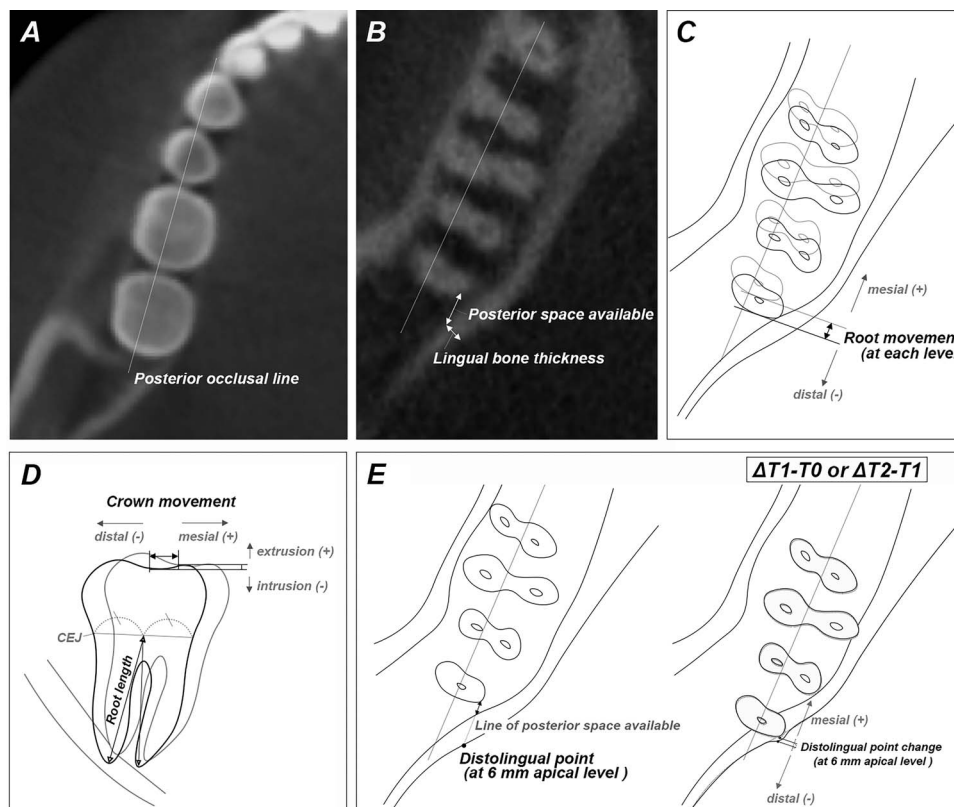 A
Posterior occlusal line
B
Posterior space available
Lingual bone thickness
C
mesial (+)
Root movement
(at each level
distal (-)
D
Crown movement
distal (-)
mesial (+)
extrusion (+)
intrusion (-)
CEJ
Root length
E
ΔT1-T0 or ΔT2-T1
Line of posterior space available
Distolingual point
(at 6 mm apical level )
mesial (+)
Distolingual point change
(at 6 mm apical level )
distal (-)